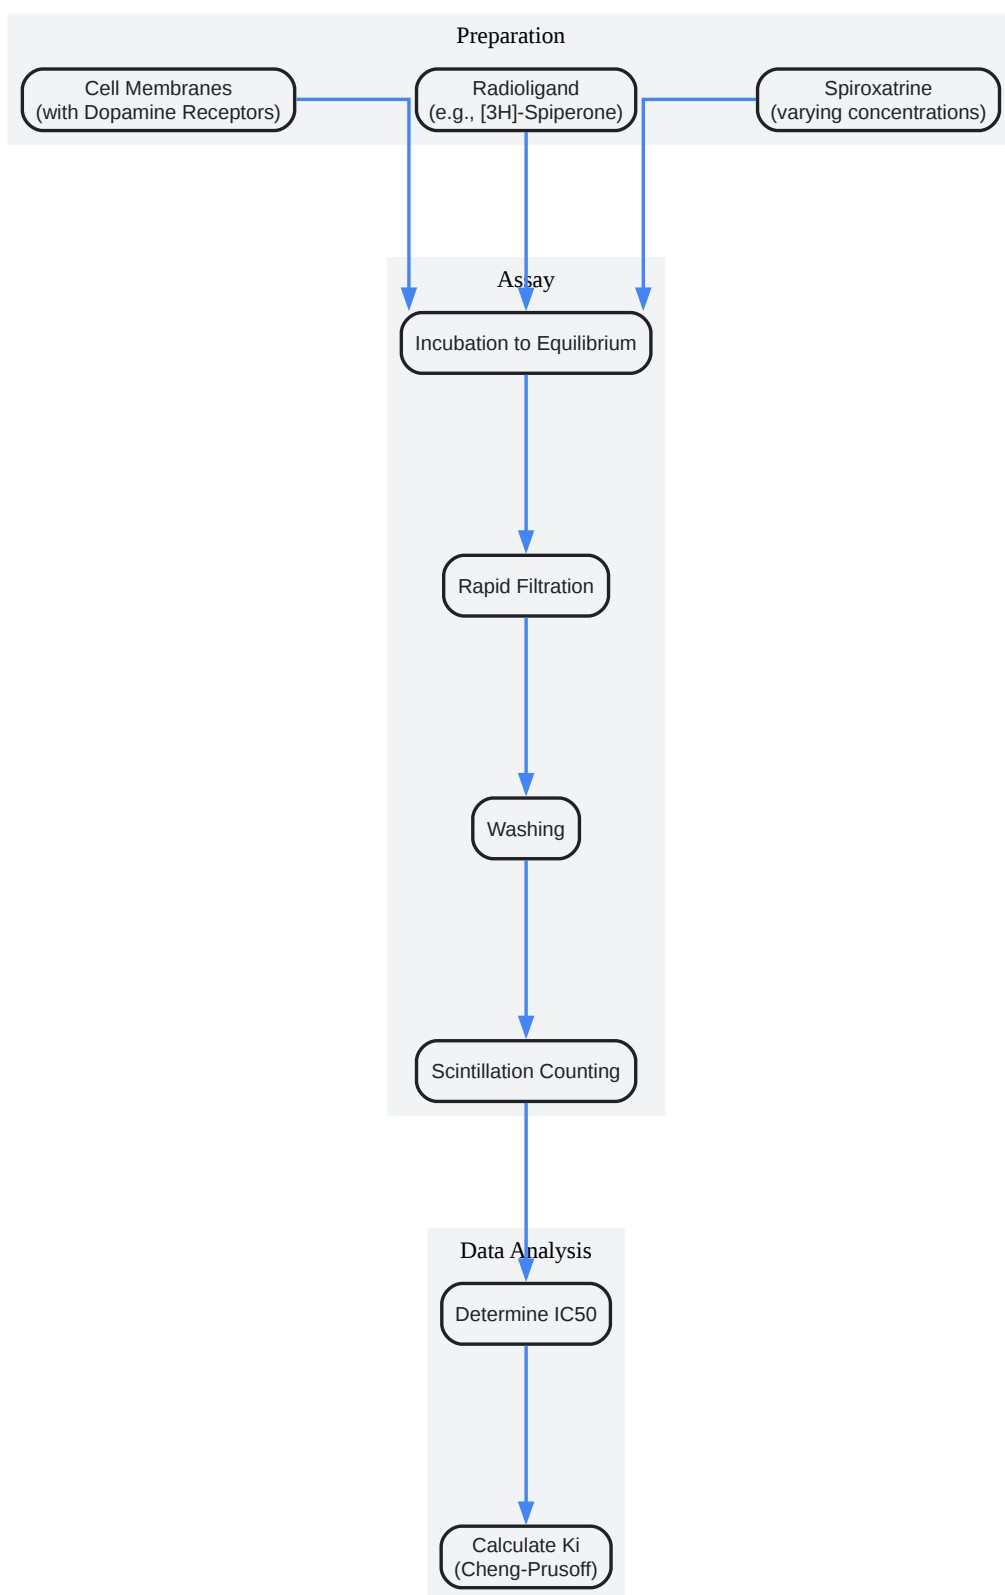 Preparation
Cell Membranes
(with Dopamine Receptors)
Radioligand
(e.g., [3H]-Spiperone)
Spiroxatrine
(varying concentrations)
Assay
Incubation to Equilibrium
Rapid Filtration
Washing
Scintillation Counting
Data Analysis
Determine IC50
Calculate Ki
(Cheng-Prusoff)